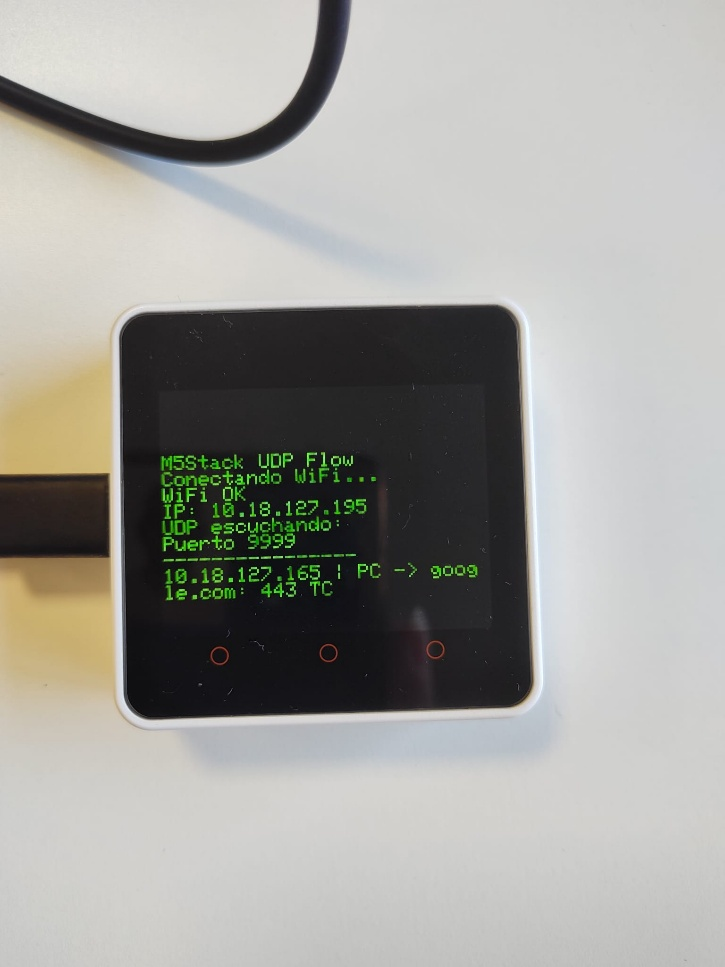 M5Stack UDP Flow
Conectando WiFi...
WiFi OK
IP: 10.18.127.195
UDP escuchando:
Puerto 9999
----------------
10.18.127.165 | PC -> goog
le.com: 443 TC